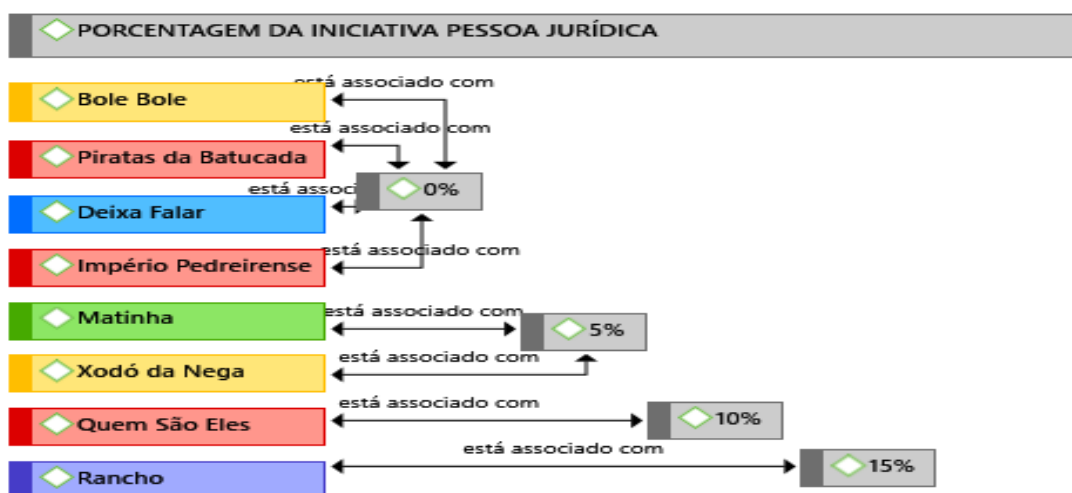 PORCENTAGEM DA INICIATIVA PESSOA JURÍDICA
está associado com
Bole Bole
está associado com
Piratas da Batucada
está associ
0%
Deixa Falar
está associado com
Império Pedreirense
está associado com
Matinha
5%
está associado com
Xodó da Nega
está associado com
Quem São Eles
10%
está associado com
Rancho
15%